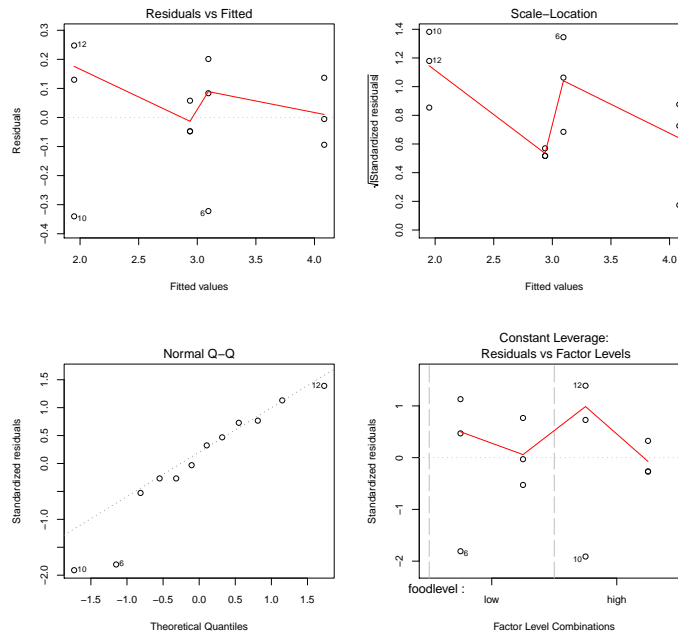 Residuals vs Fitted
Residuals
0.3
0.2
0.1
0.0
−0.1
−0.2
−0.3
−0.4
12
10
6
2.0 2.5 3.0 3.5 4.0
Fitted values
Scale−Location
√|Standardized residuals|
1.4
1.2
1.0
0.8
0.6
0.4
0.2
0.0
10
12
6
2.0 2.5 3.0 3.5 4.0
Fitted values
Normal Q−Q
Standardized residuals
1.5
1.0
0.5
0.0
−1.0
−2.0
12
10
6
−1.5 −1.0 −0.5 0.0 0.5 1.0 1.5
Theoretical Quantiles
Constant Leverage:
Residuals vs Factor Levels
Standardized residuals
1
0
−1
−2
12
6
10
foodlevel :
low high
Factor Level Combinations